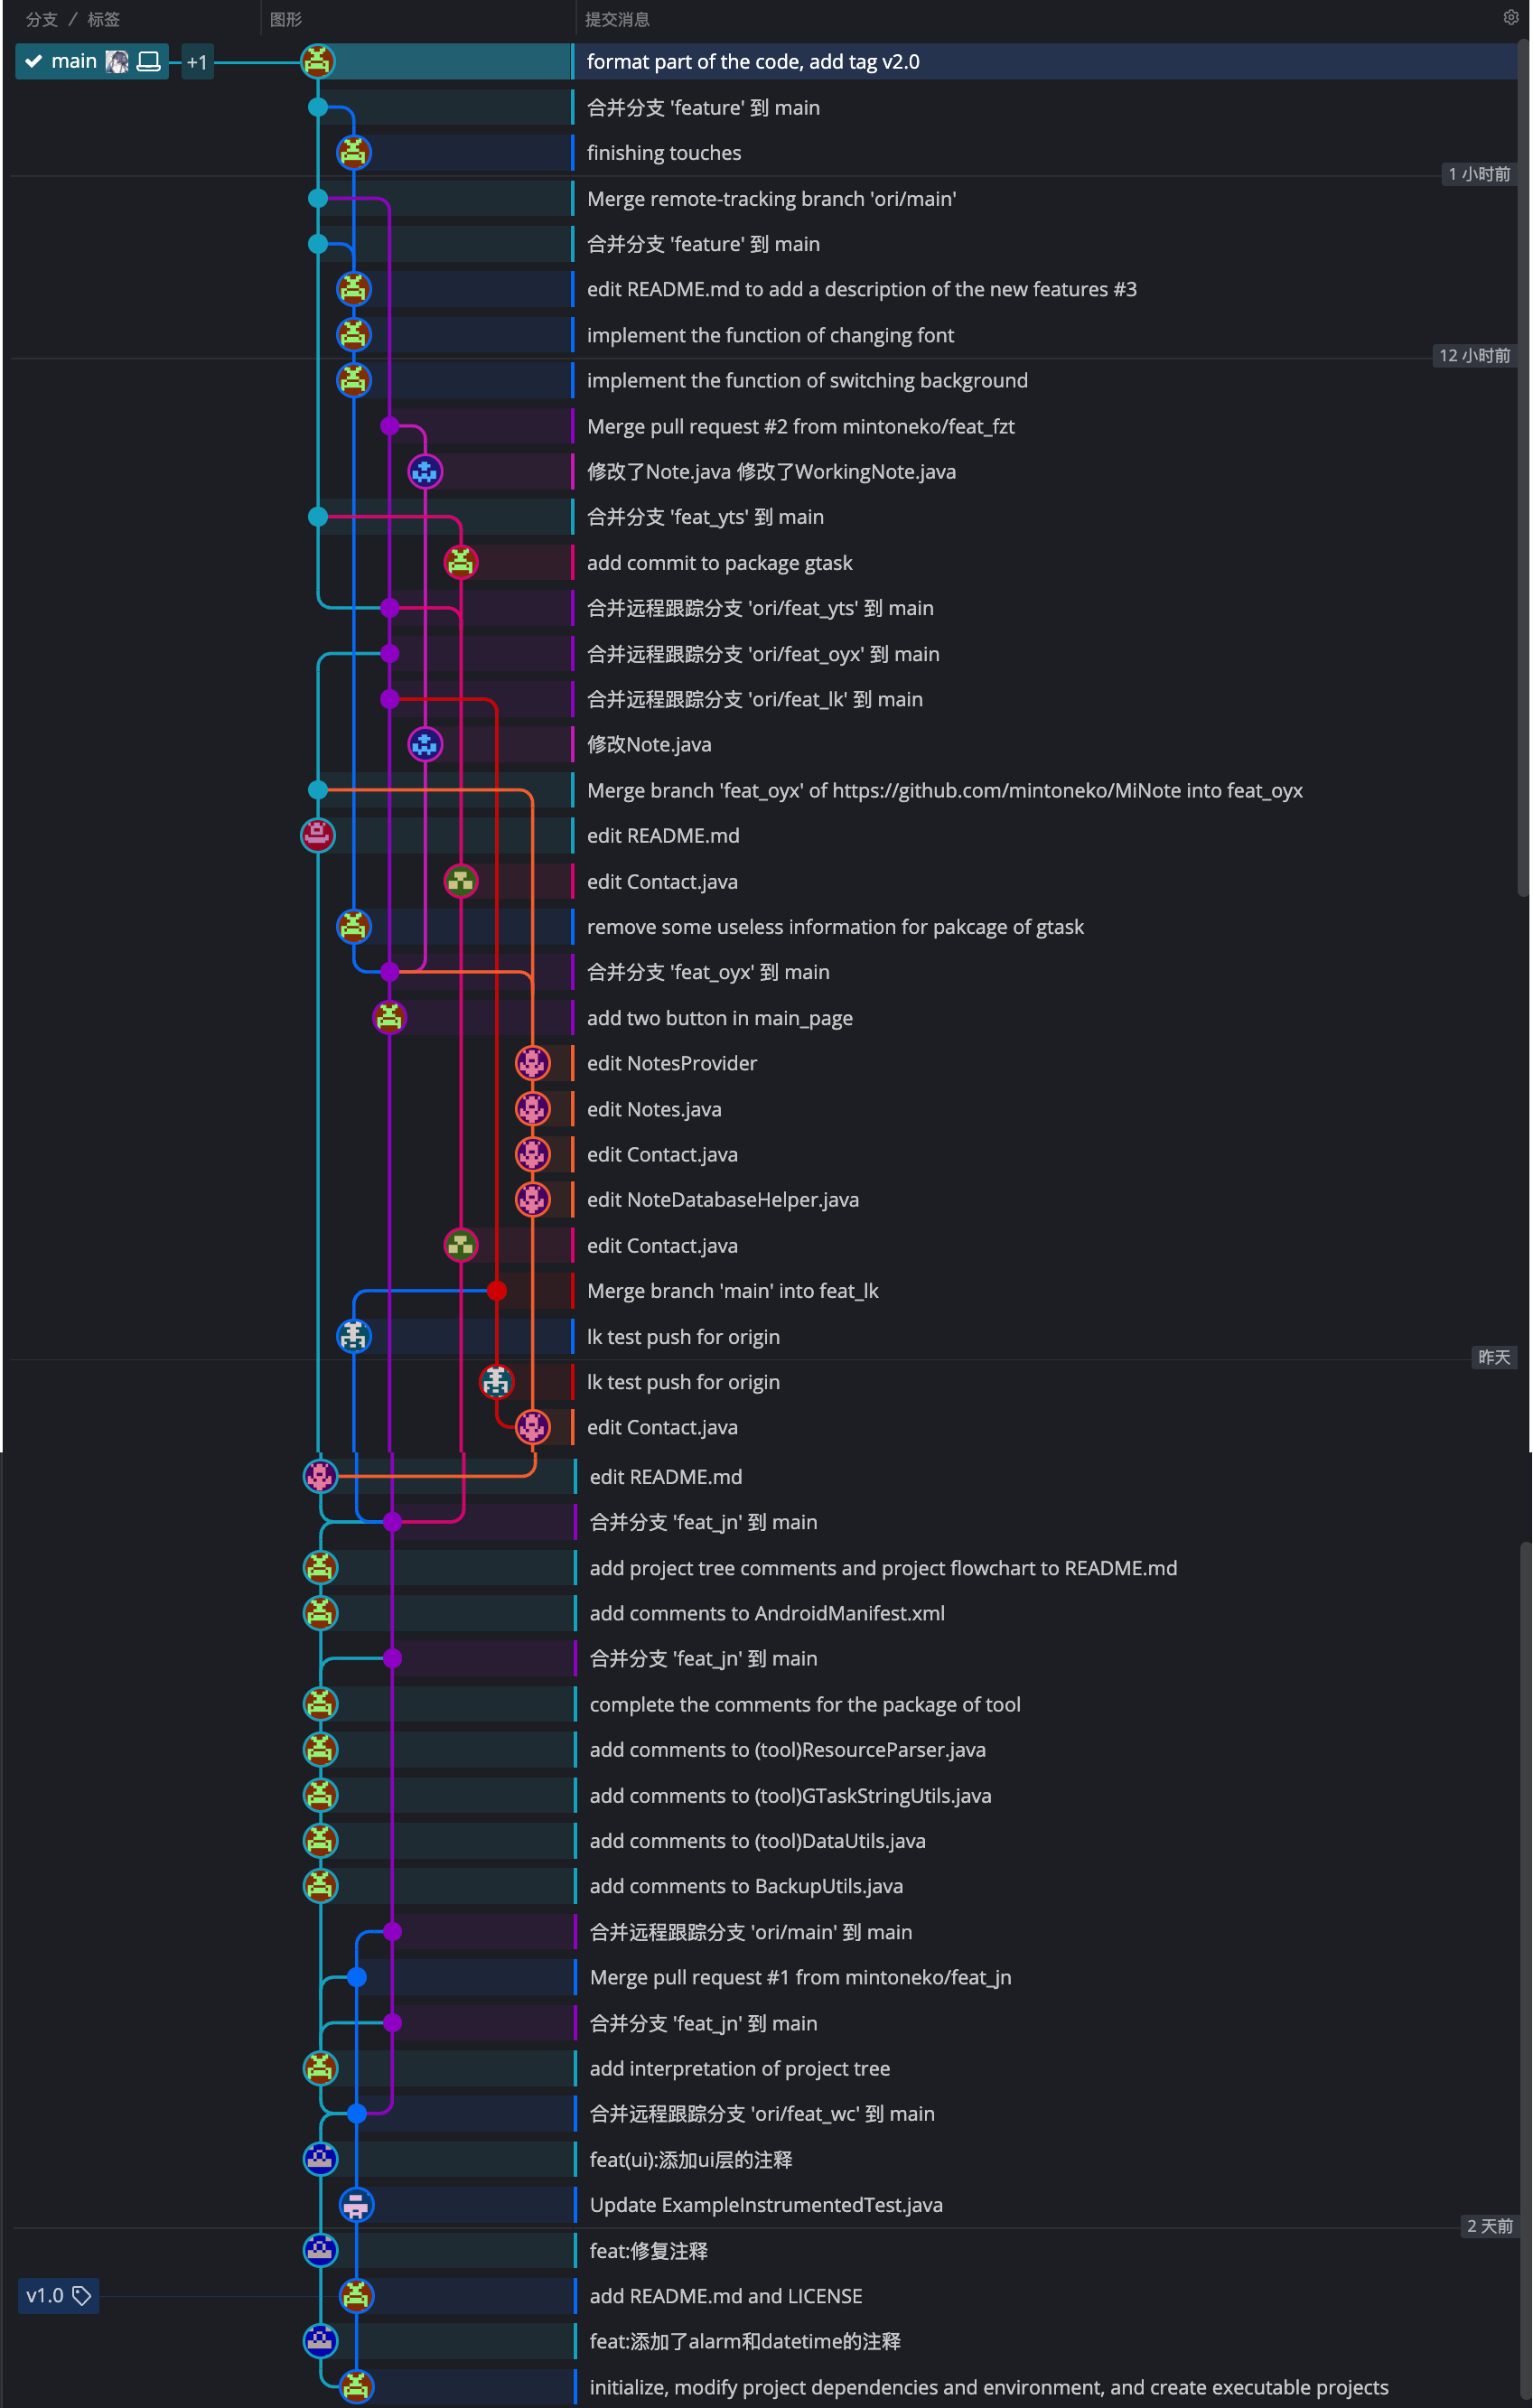 分支 / 标签 图形 提交消息
main +1 format part of the code, add tag v2.0
合并分支 'feature' 到 main
finishing touches
1 小时前
Merge remote-tracking branch 'ori/main'
合并分支 'feature' 到 main
edit README.md to add a description of the new features #3
implement the function of changing font
12 小时前
implement the function of switching background
Merge pull request #2 from mintoneko/feat_fzt
修改了Note.java 修改了WorkingNote.java
合并分支 'feat_yts' 到 main
add commit to package gtask
合并远程跟踪分支 'ori/feat_yts' 到 main
合并远程跟踪分支 'ori/feat_oyx' 到 main
合并远程跟踪分支 'ori/feat_lk' 到 main
修改Note.java
Merge branch 'feat_oyx' of https://github.com/mintoneko/MiNote into feat_oyx
edit README.md
edit Contact.java
remove some useless information for pakcage of gtask
合并分支 'feat_oyx' 到 main
add two button in main_page
edit NotesProvider
edit Notes.java
edit Contact.java
edit NoteDatabaseHelper.java
edit Contact.java
Merge branch 'main' into feat_lk
lk test push for origin
昨天
lk test push for origin
edit Contact.java
edit README.md
合并分支 'feat_jn' 到 main
add project tree comments and project flowchart to README.md
add comments to AndroidManifest.xml
合并分支 'feat_jn' 到 main
complete the comments for the package of tool
add comments to (tool)ResourceParser.java
add comments to (tool)GTaskStringUtils.java
add comments to (tool)DataUtils.java
add comments to BackupUtils.java
合并远程跟踪分支 'ori/main' 到 main
Merge pull request #1 from mintoneko/feat_jn
合并分支 'feat_jn' 到 main
add interpretation of project tree
合并远程跟踪分支 'ori/feat_wc' 到 main
feat(ui):添加ui层的注释
Update ExampleInstrumentedTest.java
2 天前
feat:修复注释
v1.0 add README.md and LICENSE
feat:添加了alarm和datetime的注释
initialize, modify project dependencies and environment, and create executable projects